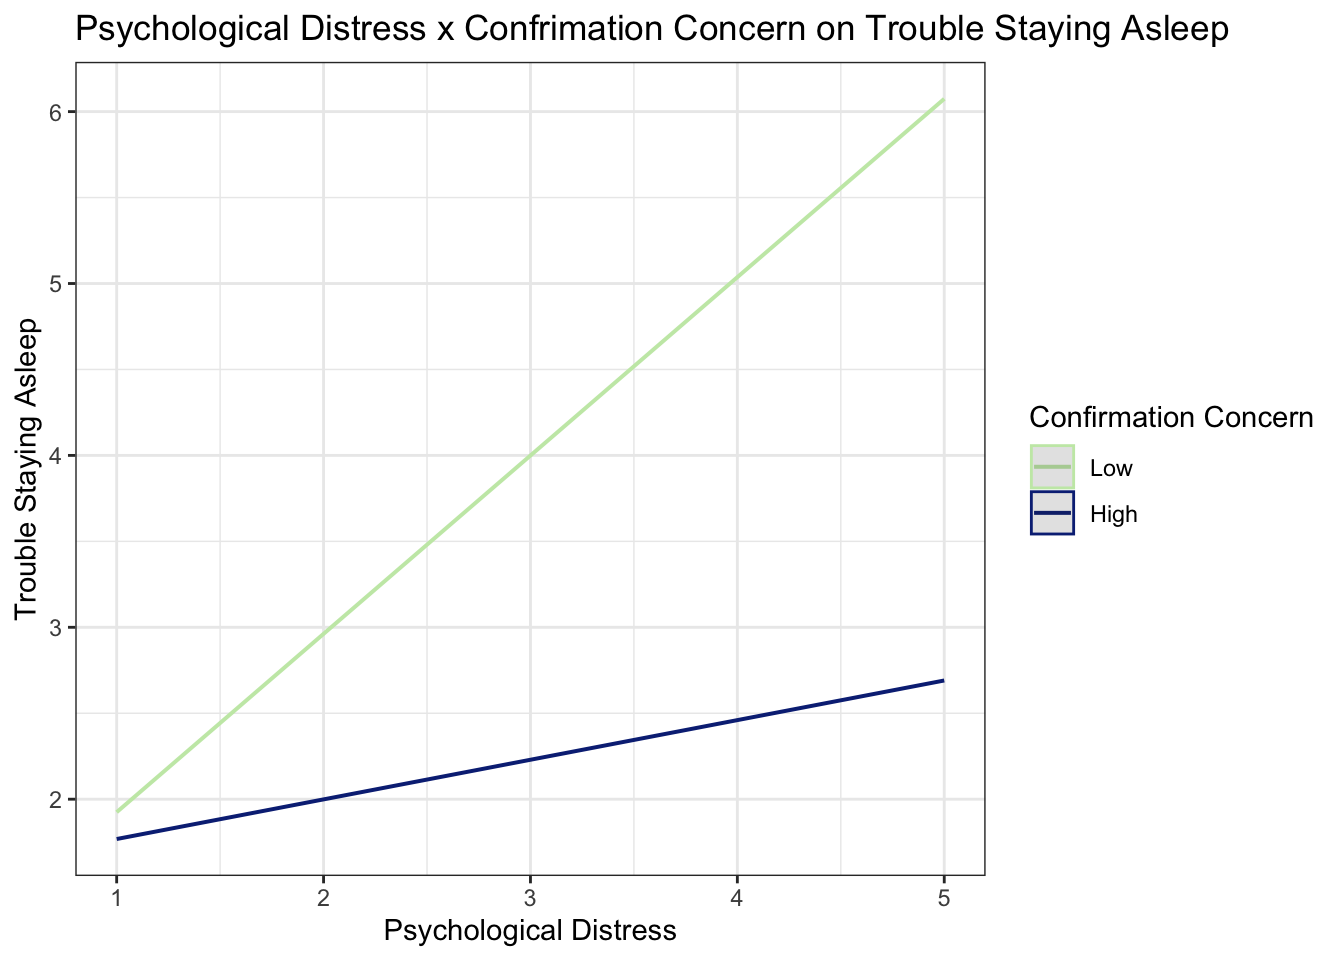 Psychological Distress x Confrimation Concern on Trouble Staying Asleep
Trouble Staying Asleep
6
5
4
3
2
1 2 3 4 5
Psychological Distress
Confirmation Concern
Low
High